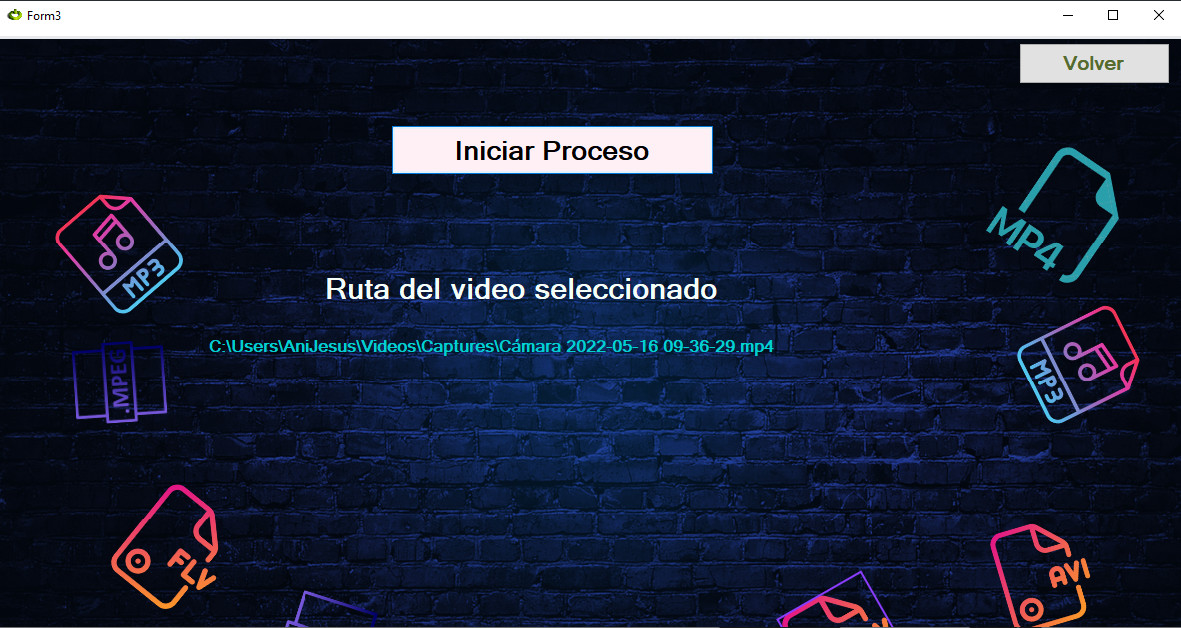 Form3
Volver
Iniciar Proceso
MP4
MP3
Ruta del video seleccionado
C:\Users\AniJesus\Videos\Captures\Cámara 2022-05-16 09-36-29.mp4
.MPEG
MP3
FLV
AVI